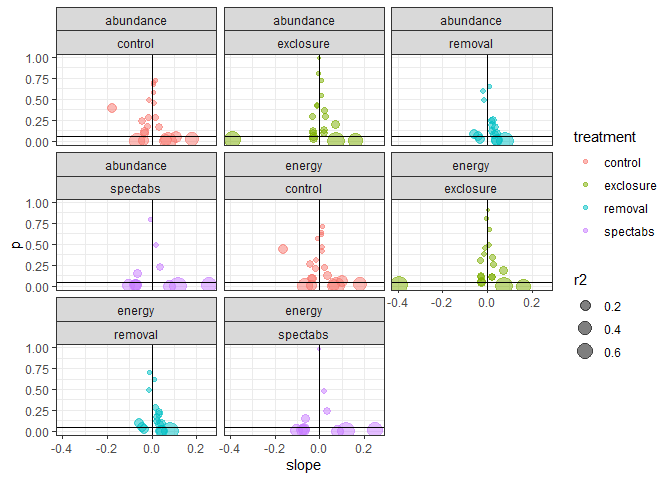 abundance
control
abundance
exclosure
abundance
removal
1.00
0.75
0.50
0.25
0.00
abundance
spectabs
energy
control
energy
exclosure
1.00
0.75
0.50
0.25
0.00
-0.4 -0.2 0.0 0.2
energy
removal
energy
spectabs
1.00
0.75
0.50
0.25
0.00
-0.4 -0.2 0.0 0.2
-0.4 -0.2 0.0 0.2
p
slope
treatment
control
exclosure
removal
spectabs
r2
0.2
0.4
0.6